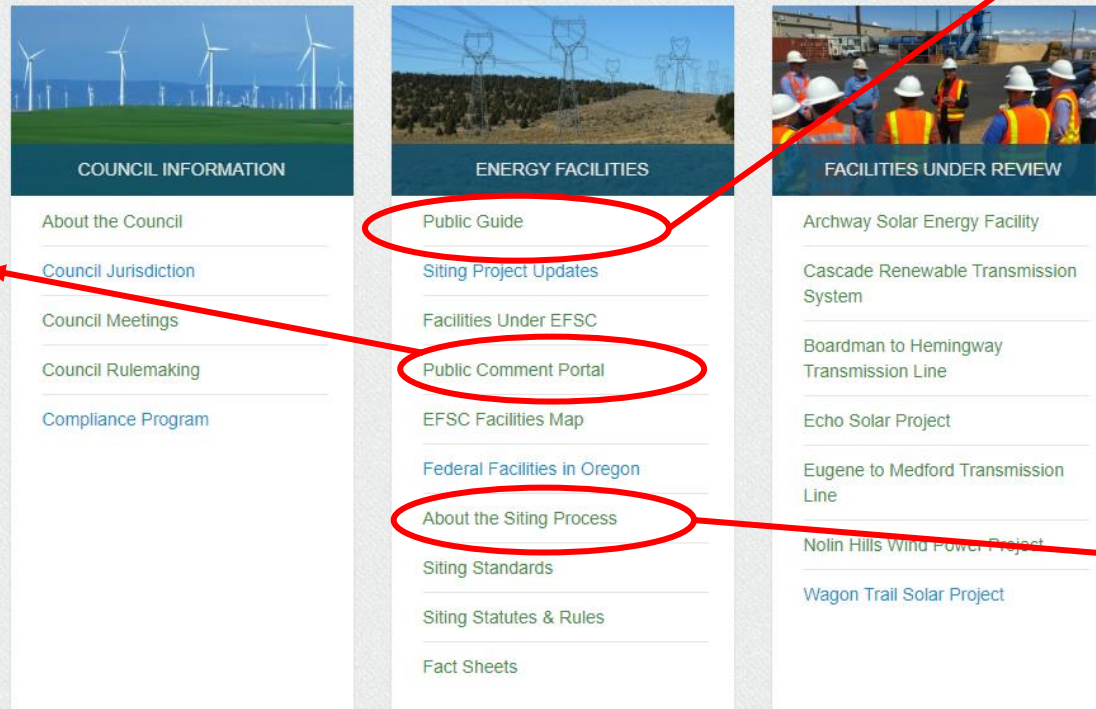 COUNCIL INFORMATION
About the Council
Council Jurisdiction
Council Meetings
Council Rulemaking
Compliance Program
ENERGY FACILITIES
Public Guide
Siting Project Updates
Facilities Under EFSC
Public Comment Portal
EFSC Facilities Map
Federal Facilities in Oregon
About the Siting Process
Siting Standards
Siting Statutes & Rules
Fact Sheets
FACILITIES UNDER REVIEW
Archway Solar Energy Facility
Cascade Renewable Transmission
System
Boardman to Hemingway
Transmission Line
Echo Solar Project
Eugene to Medford Transmission
Line
Nolin Hills Wind Power Project
Wagon Trail Solar Project